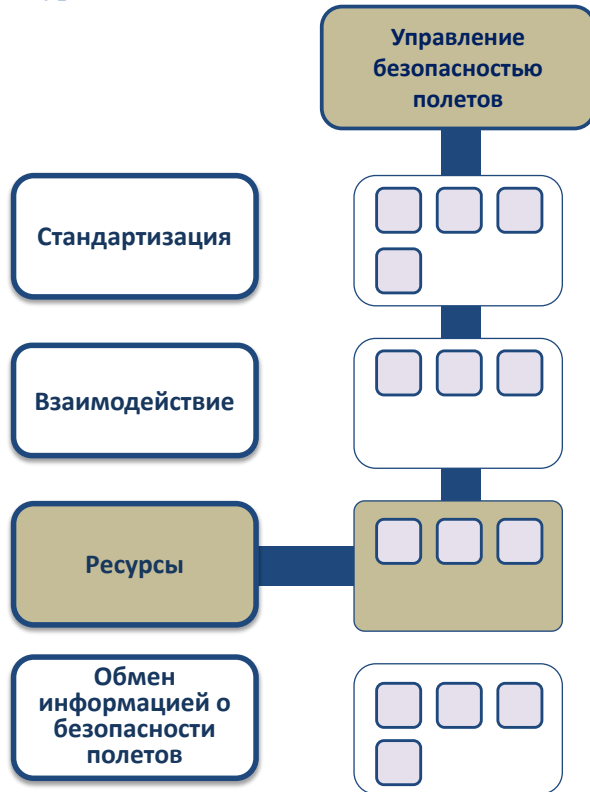 Управление
безопасностью
полетов
Стандартизация
Взаимодействие
Ресурсы
Обмен
информацией о
безопасности
полетов